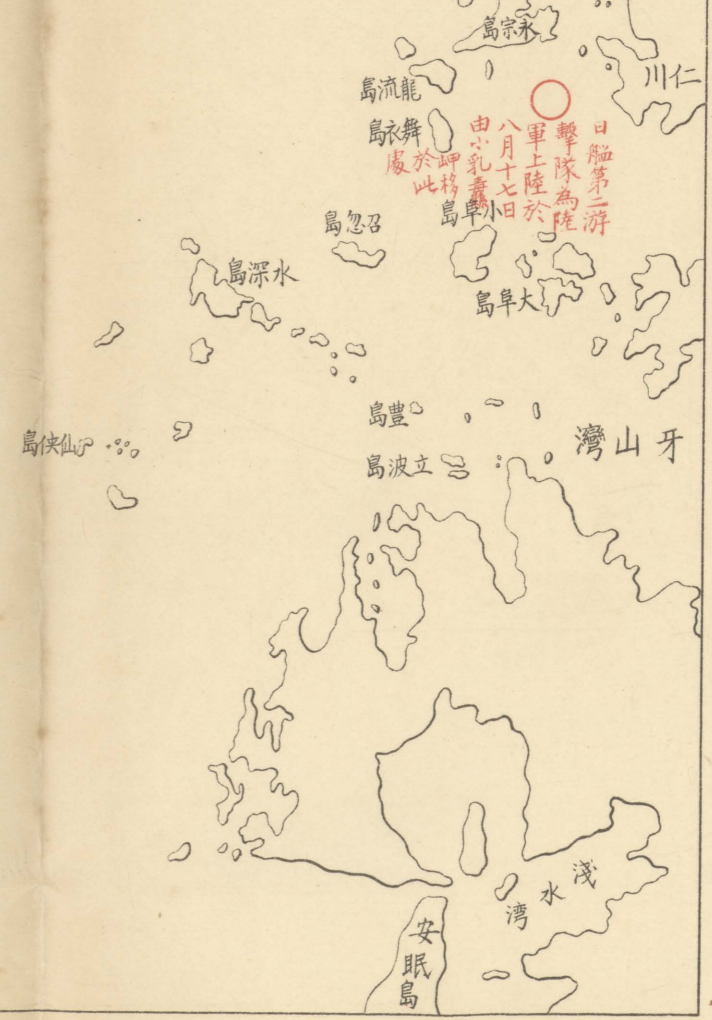 永宗島
仁川
龍流島
舞衣島
日艦第二游
擊隊為陸
軍上陸於
八月十七日
由小乳纛
岬移
於此
處
小阜島
召忽島
水深島
大阜島
豊島
牙山灣
立波島
仙侠島
淺水湾
安眠島